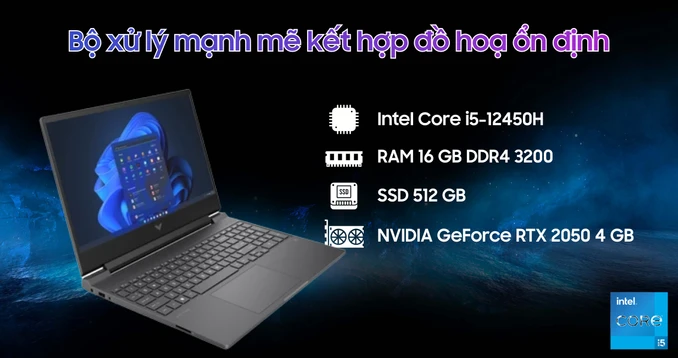 Bộ xử lý mạnh mẽ kết hợp đồ hoạ ổn định
Intel Core i5-12450H
RAM 16 GB DDR4 3200
SSD
SSD 512 GB
NVIDIA GeForce RTX 2050 4 GB
intel
CORE
i5